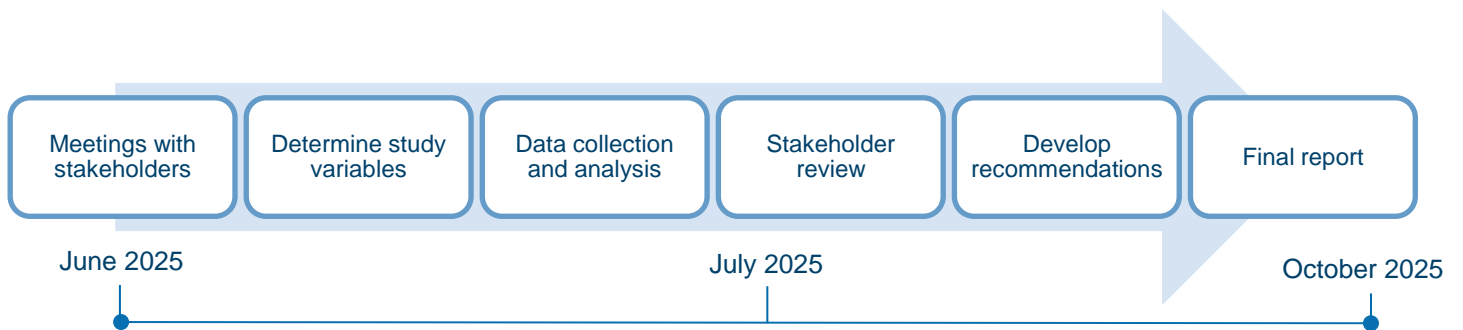 Meetings with
stakeholders
Determine study
variables
Data collection
and analysis
Stakeholder
review
Develop
recommendations
Final report
June 2025
July 2025
October 2025